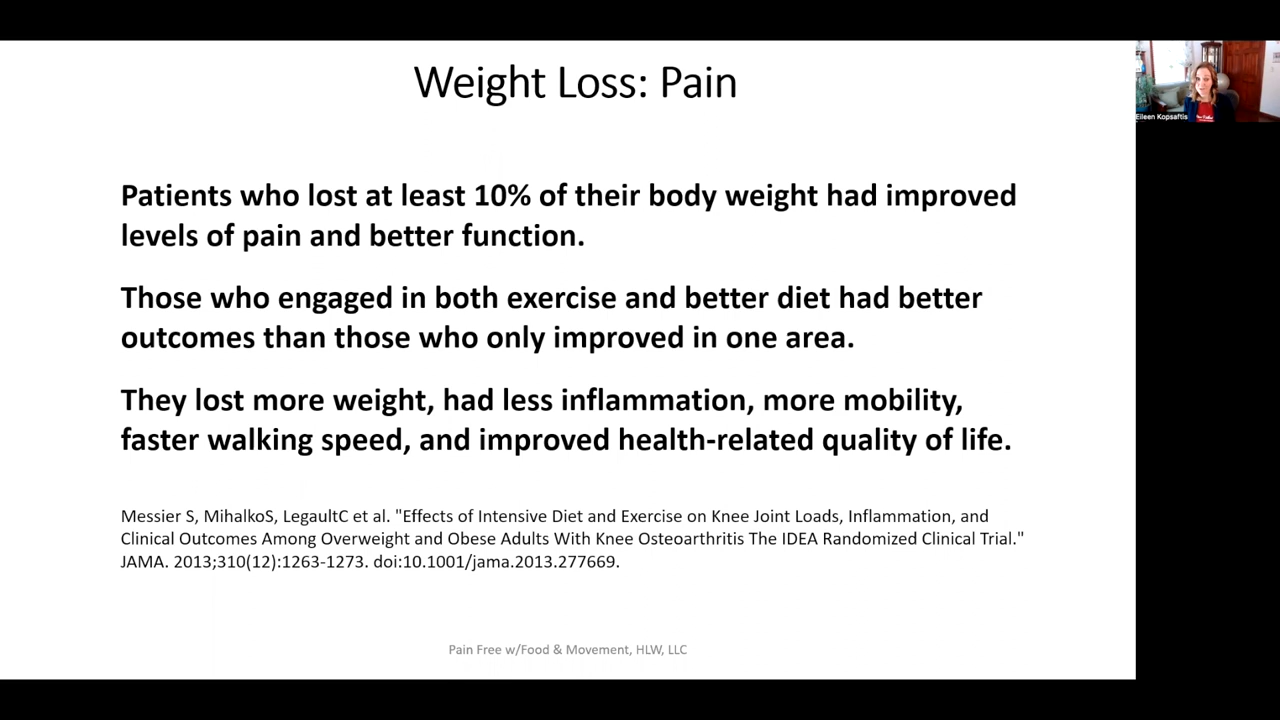 Weight Loss: Pain
Eileen Kopsaftis
Patients who lost at least 10% of their body weight had improved
levels of pain and better function.
Those who engaged in both exercise and better diet had better
outcomes than those who only improved in one area.
They lost more weight, had less inflammation, more mobility,
faster walking speed, and improved health-related quality of life.
Messier S, MihalkoS, LegaultC et al. "Effects of Intensive Diet and Exercise on Knee Joint Loads, Inflammation, and
Clinical Outcomes Among Overweight and Obese Adults With Knee Osteoarthritis The IDEA Randomized Clinical Trial."
JAMA. 2013;310(12):1263-1273. doi:10.1001/jama.2013.277669.
Pain Free w/Food & Movement, HLW, LLC